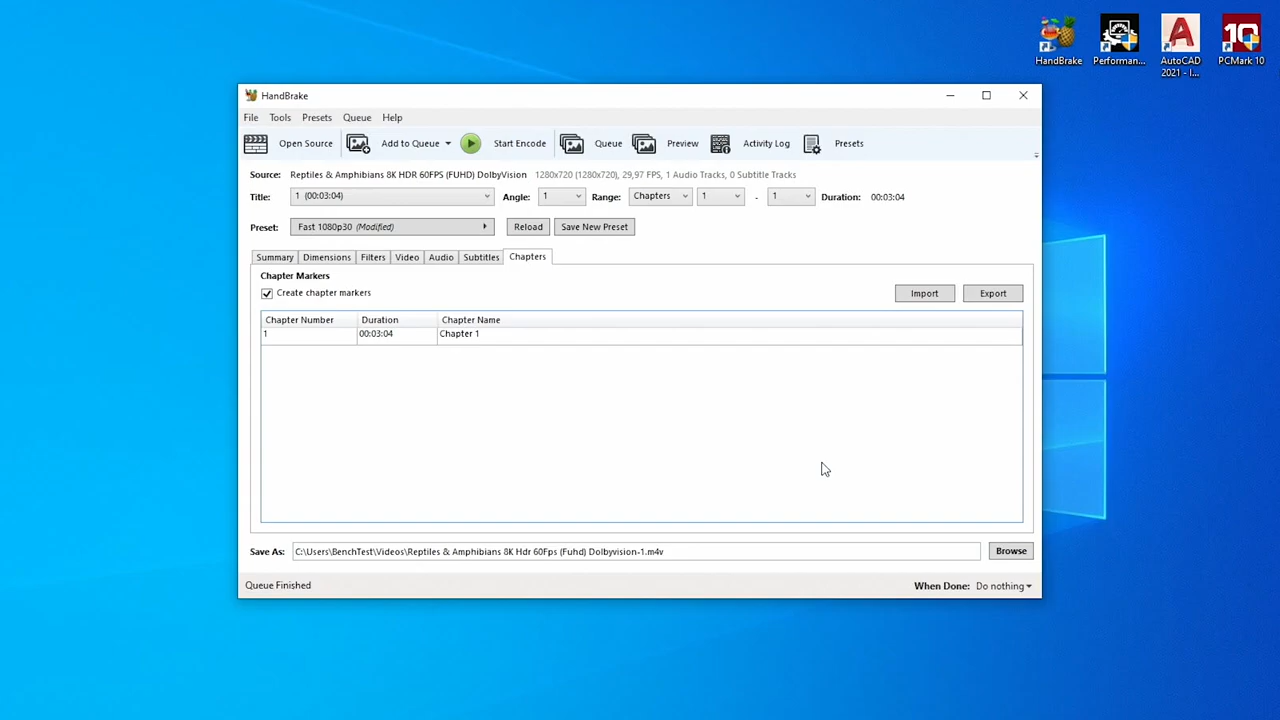 HandBrake
Performan...
AutoCAD
2021 - I...
PCMark 10
HandBrake
File Tools Presets Queue Help
Open Source Add to Queue Start Encode Queue Preview Activity Log Presets
Source: Reptiles & Amphibians 8K HDR 60FPS (FUHD) DolbyVision 1280x720 (1280x720), 29,97 FPS, 1 Audio Tracks, 0 Subtitle Tracks
Title: 1 (00:03:04) Angle: 1 Range: Chapters 1 - 1 Duration: 00:03:04
Preset: Fast 1080p30 (Modified) Reload Save New Preset
Summary Dimensions Filters Video Audio Subtitles Chapters
Chapter Markers
Create chapter markers Import Export
Chapter Number Duration Chapter Name
1 00:03:04 Chapter 1
Save As: C:\Users\BenchTest\Videos\Reptiles & Amphibians 8K Hdr 60Fps (Fuhd) Dolbyvision-1.m4v Browse
Queue Finished When Done: Do nothing